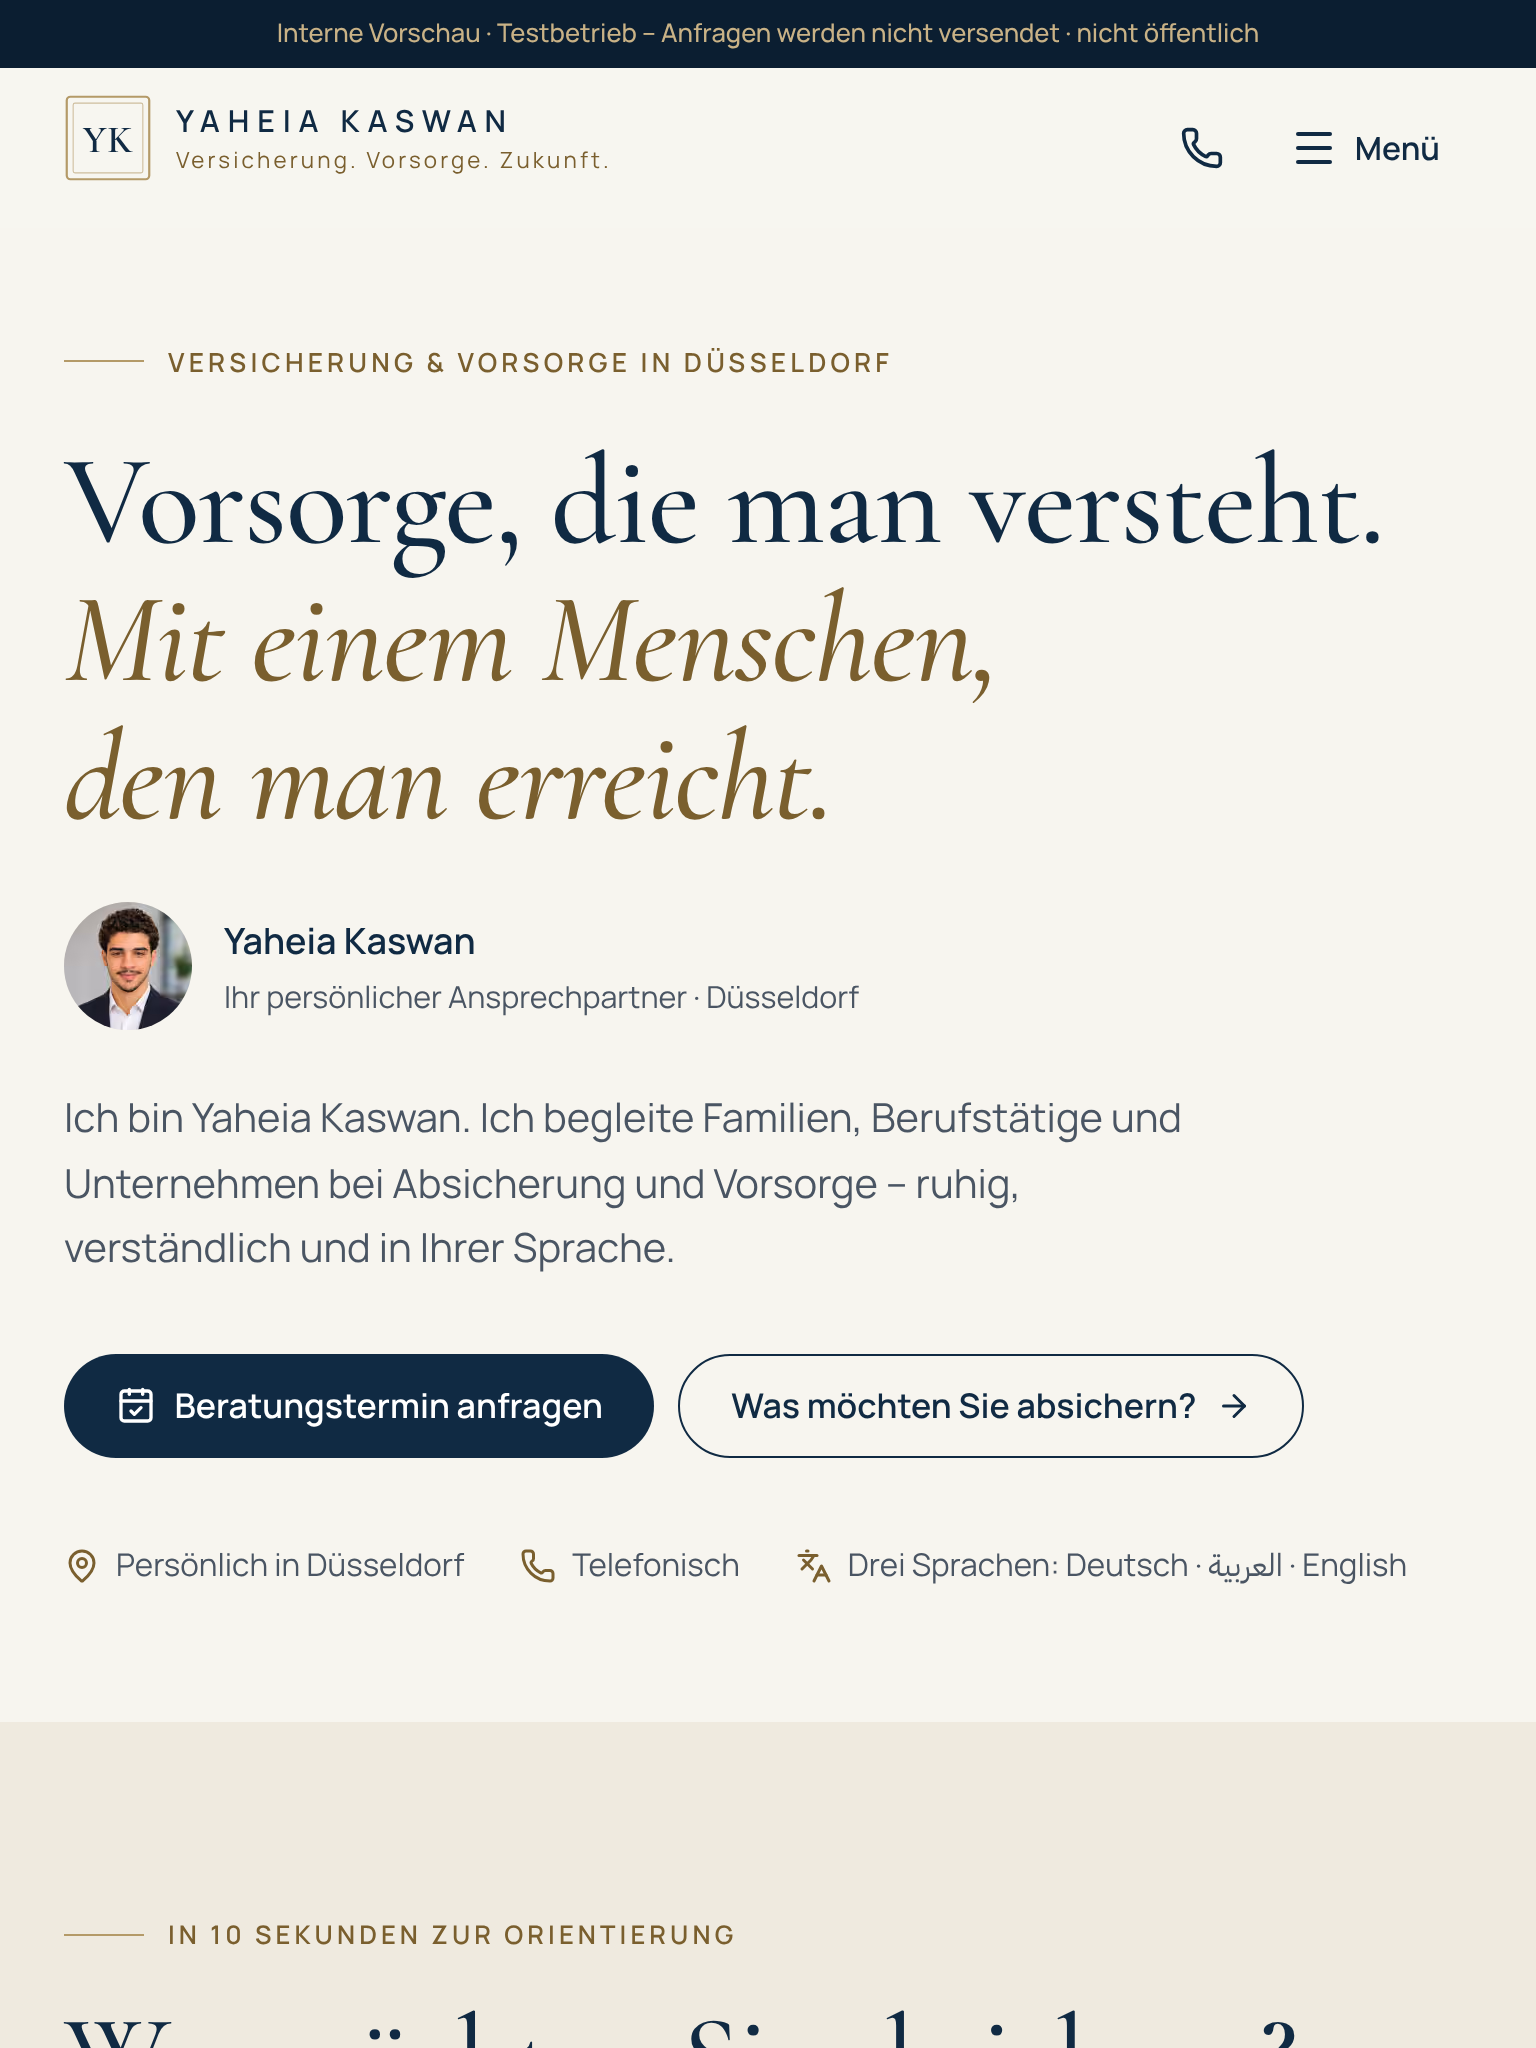 Interne Vorschau · Testbetrieb – Anfragen werden nicht versendet · nicht öffentlich
YK
YAHEIA KASWAN
Versicherung. Vorsorge. Zukunft.
Menü
VERSICHERUNG & VORSORGE IN DÜSSELDORF
Vorsorge, die man versteht.
Mit einem Menschen,
den man erreicht.
Yaheia Kaswan
Ihr persönlicher Ansprechpartner · Düsseldorf
Ich bin Yaheia Kaswan. Ich begleite Familien, Berufstätige und
Unternehmen bei Absicherung und Vorsorge – ruhig,
verständlich und in Ihrer Sprache.
Beratungstermin anfragen
Was möchten Sie absichern?
Persönlich in Düsseldorf
Telefonisch
Drei Sprachen: Deutsch · العربية · English
IN 10 SEKUNDEN ZUR ORIENTIERUNG